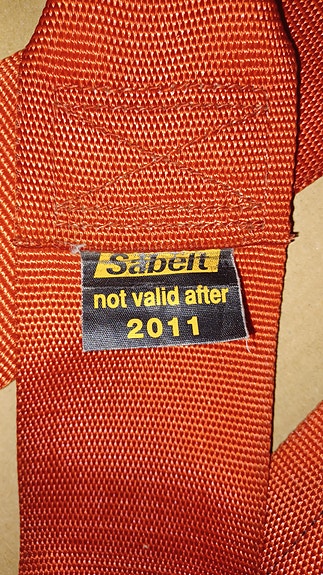 Sabelt
not valid after
2011